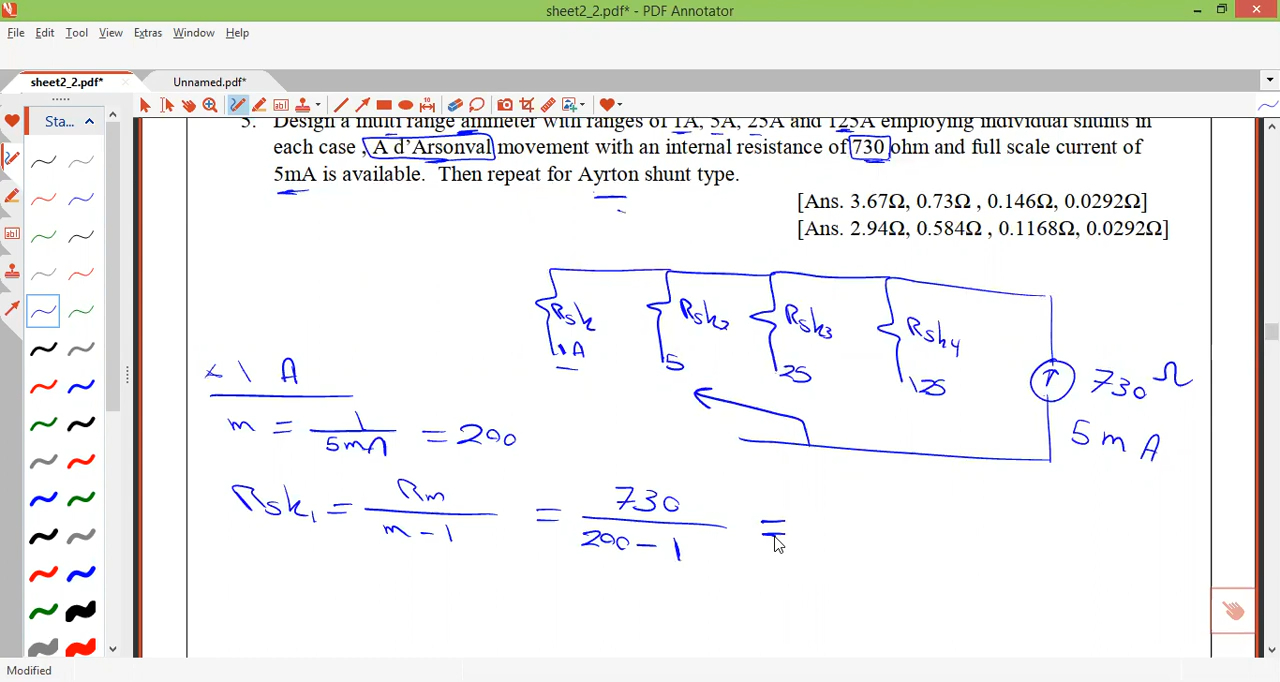 sheet2_2.pdf* - PDF Annotator
File Edit Tool View Extras Window Help
sheet2_2.pdf* Unnamed.pdf*
Sta...
5. Design a multi range ammeter with ranges of 1A, 5A, 25A and 125A employing individual shunts in
each case , A d'Arsonval movement with an internal resistance of 730 ohm and full scale current of
5mA is available. Then repeat for Ayrton shunt type.
[Ans. 3.67Ω, 0.73Ω , 0.146Ω, 0.0292Ω]
[Ans. 2.94Ω, 0.584Ω , 0.1168Ω, 0.0292Ω]
Rsh Rsh2 Rsh3 Rsh4
1A 5 25 125
730 Ω
5 m A
1 A
m = 1 / 5mA = 200
Rsh1 = Rm / m - 1 = 730 / 200 - 1 =
Modified